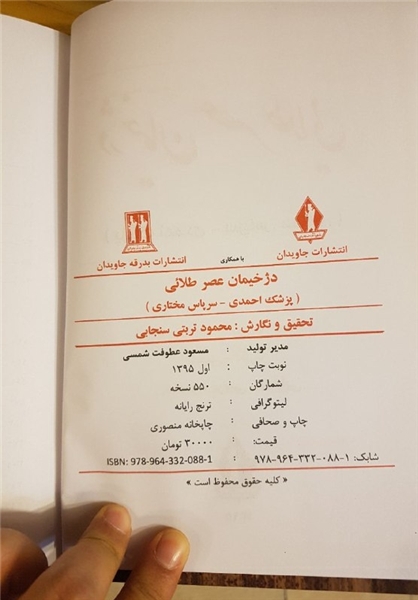 انتشارات جاویدان با همکاری انتشارات بدرقه جاویدان
دژخیمان عصر طلائی
( پزشک احمدی - سرپاس مختاری )
تحقیق و نگارش : محمود تربتی سنجابی
مدیر تولید : مسعود عطوفت شمسی
نوبت چاپ : اول ۱۳۹۵
شمارگان : ۵۵۰ نسخه
لیتوگرافی : ترنج رایانه
چاپ و صحافی : چاپخانه منصوری
قیمت: ۳۰۰۰۰ تومان
شابک: ۱-۰۸۸-۳۳۲-۹۶۴-۹۷۸ ISBN: 978-964-332-088-1
« کلیه حقوق محفوظ است »